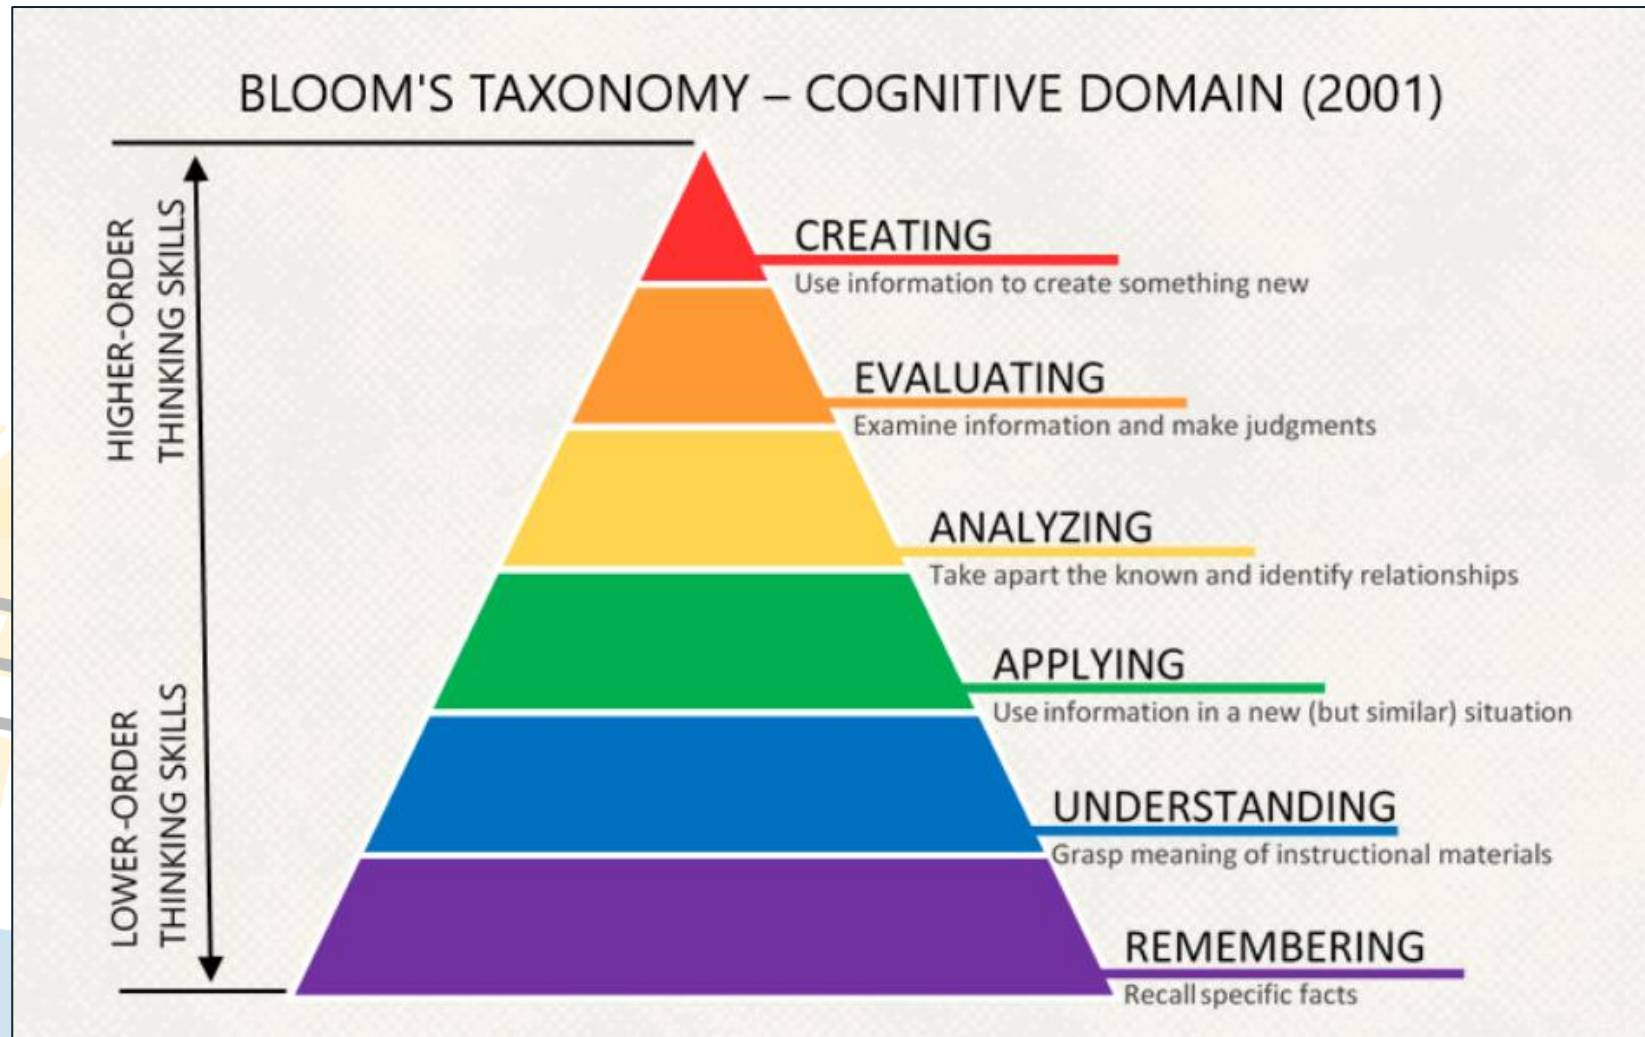 BLOOM'S TAXONOMY – COGNITIVE DOMAIN (2001)
HIGHER-ORDER
THINKING SKILLS
LOWER-ORDER
THINKING SKILLS
CREATING
Use information to create something new
EVALUATING
Examine information and make judgments
ANALYZING
Take apart the known and identify relationships
APPLYING
Use information in a new (but similar) situation
UNDERSTANDING
Grasp meaning of instructional materials
REMEMBERING
Recall specific facts